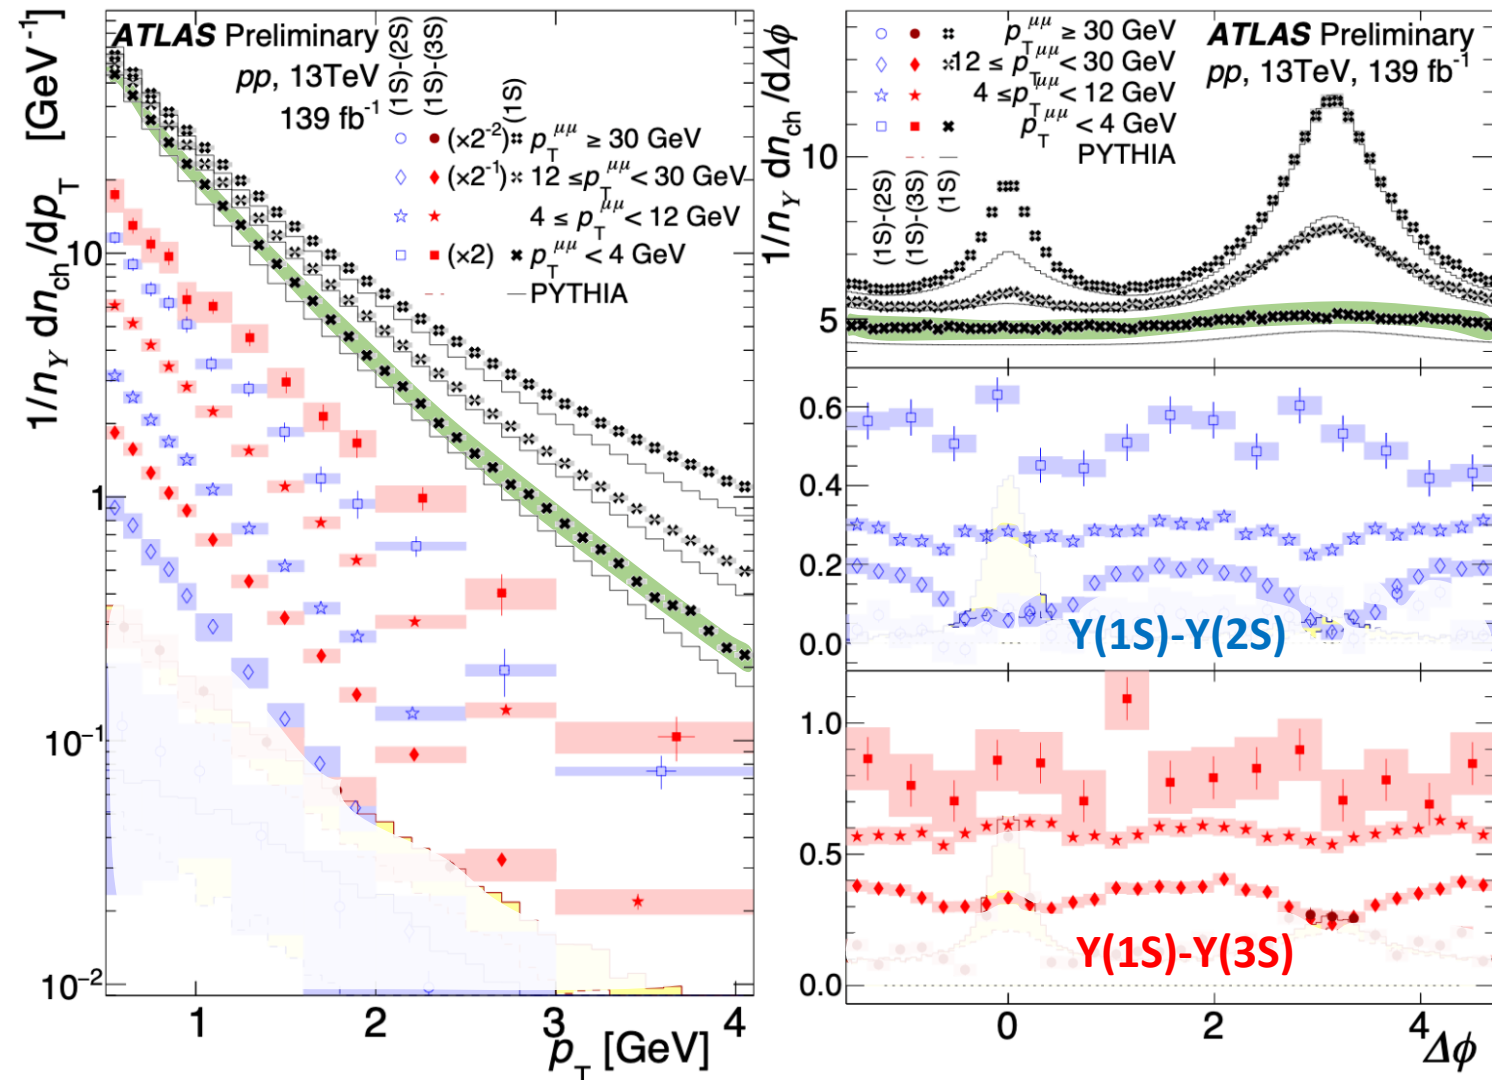 ATLAS Preliminary
pp, 13TeV
139 fb⁻¹
(1S)-(2S)
(1S)-(3S)
(1S)
(×2⁻²) p_T^μμ ≥ 30 GeV
(×2⁻¹) 12 ≤ p_T^μμ < 30 GeV
4 ≤ p_T^μμ < 12 GeV
(×2) p_T^μμ < 4 GeV
PYTHIA
1/n_Y dn_ch/dp_T [GeV⁻¹]
10
1
10⁻¹
10⁻²
1 2 3 4
p_T [GeV]
p_T^μμ ≥ 30 GeV
12 ≤ p_T^μμ < 30 GeV
4 ≤ p_T^μμ < 12 GeV
p_T^μμ < 4 GeV
PYTHIA
ATLAS Preliminary
pp, 13TeV, 139 fb⁻¹
(1S)-(2S)
(1S)-(3S)
(1S)
1/n_Y dn_ch/dΔϕ
10
5
0.6
0.4
0.2
0.0
Y(1S)-Y(2S)
1.0
0.5
0.0
Y(1S)-Y(3S)
0 2 4
Δϕ